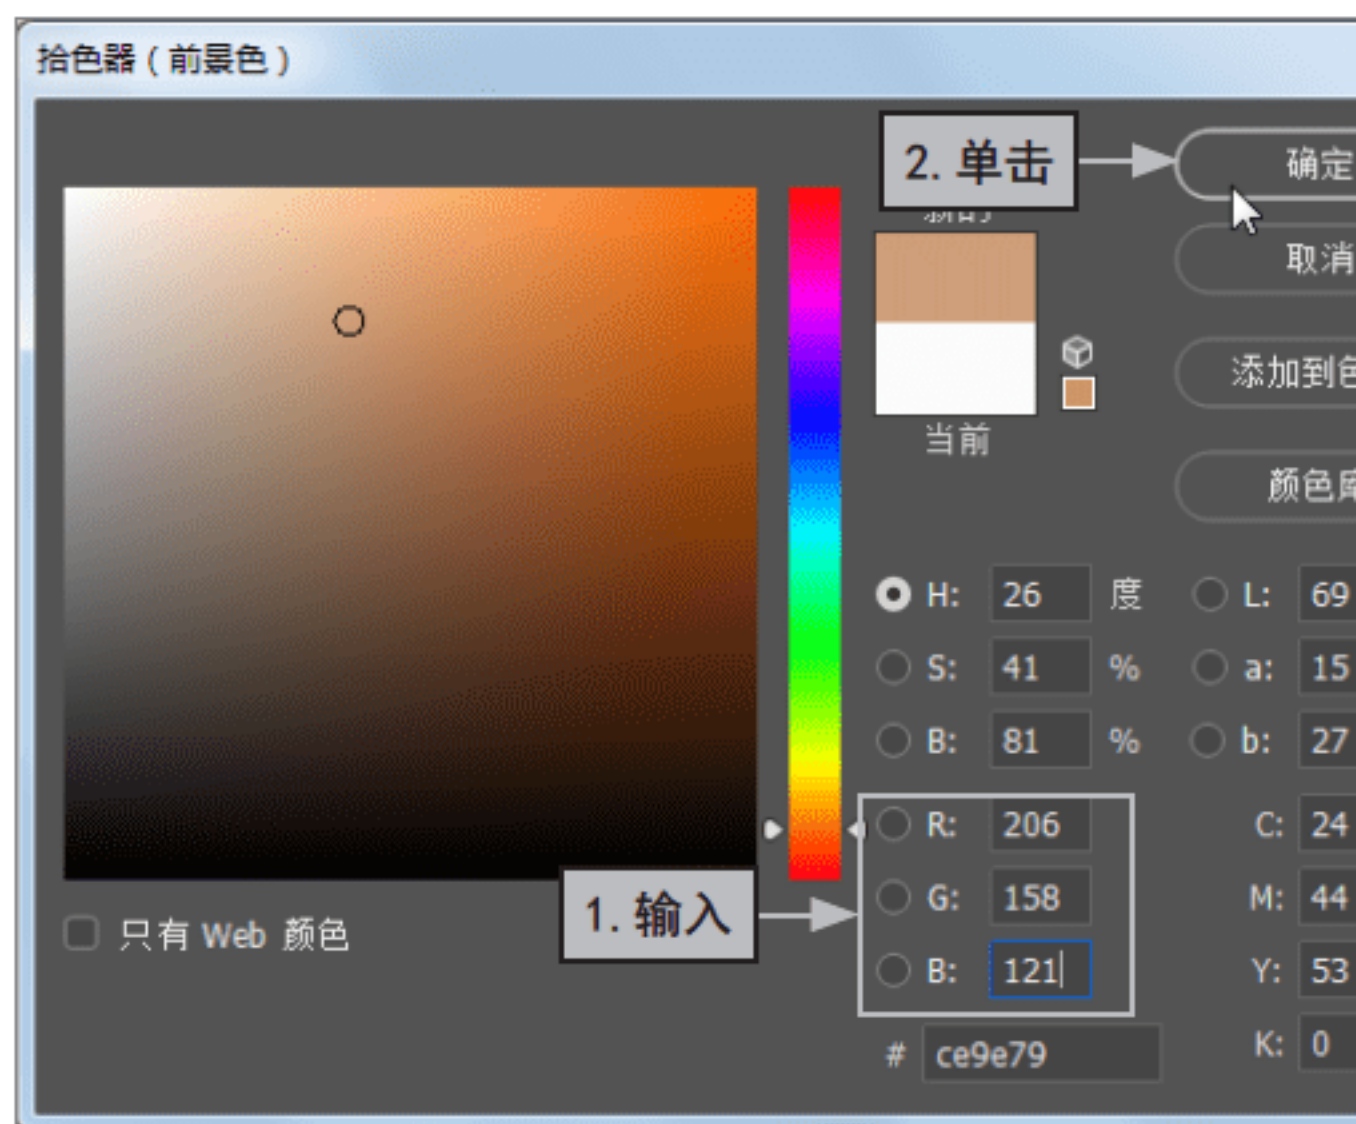 拾色器（前景色）
2. 单击
确定
取消
当前
添加到色
颜色库
H: 26 度
L: 69
S: 41 %
a: 15
B: 81 %
b: 27
R: 206
C: 24
1. 输入
G: 158
M: 44
只有 Web 颜色
B: 121
Y: 53
# ce9e79
K: 0